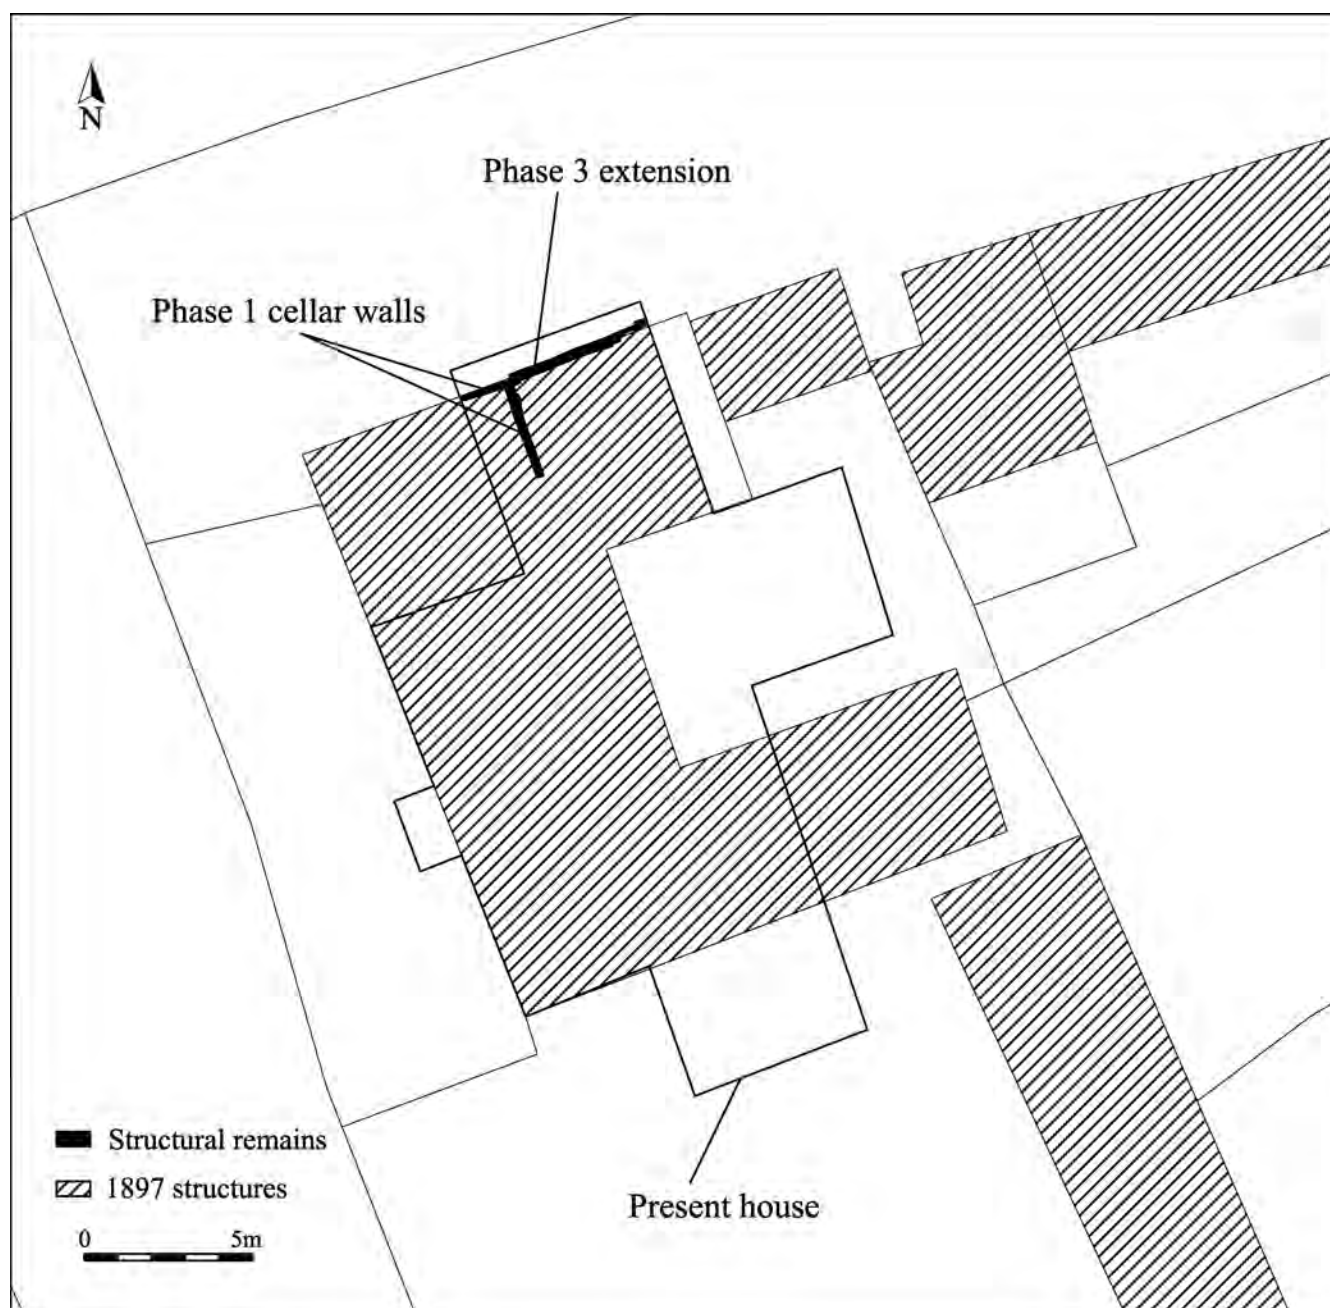 N
Phase 3 extension
Phase 1 cellar walls
Structural remains
1897 structures
0 5m
Present house